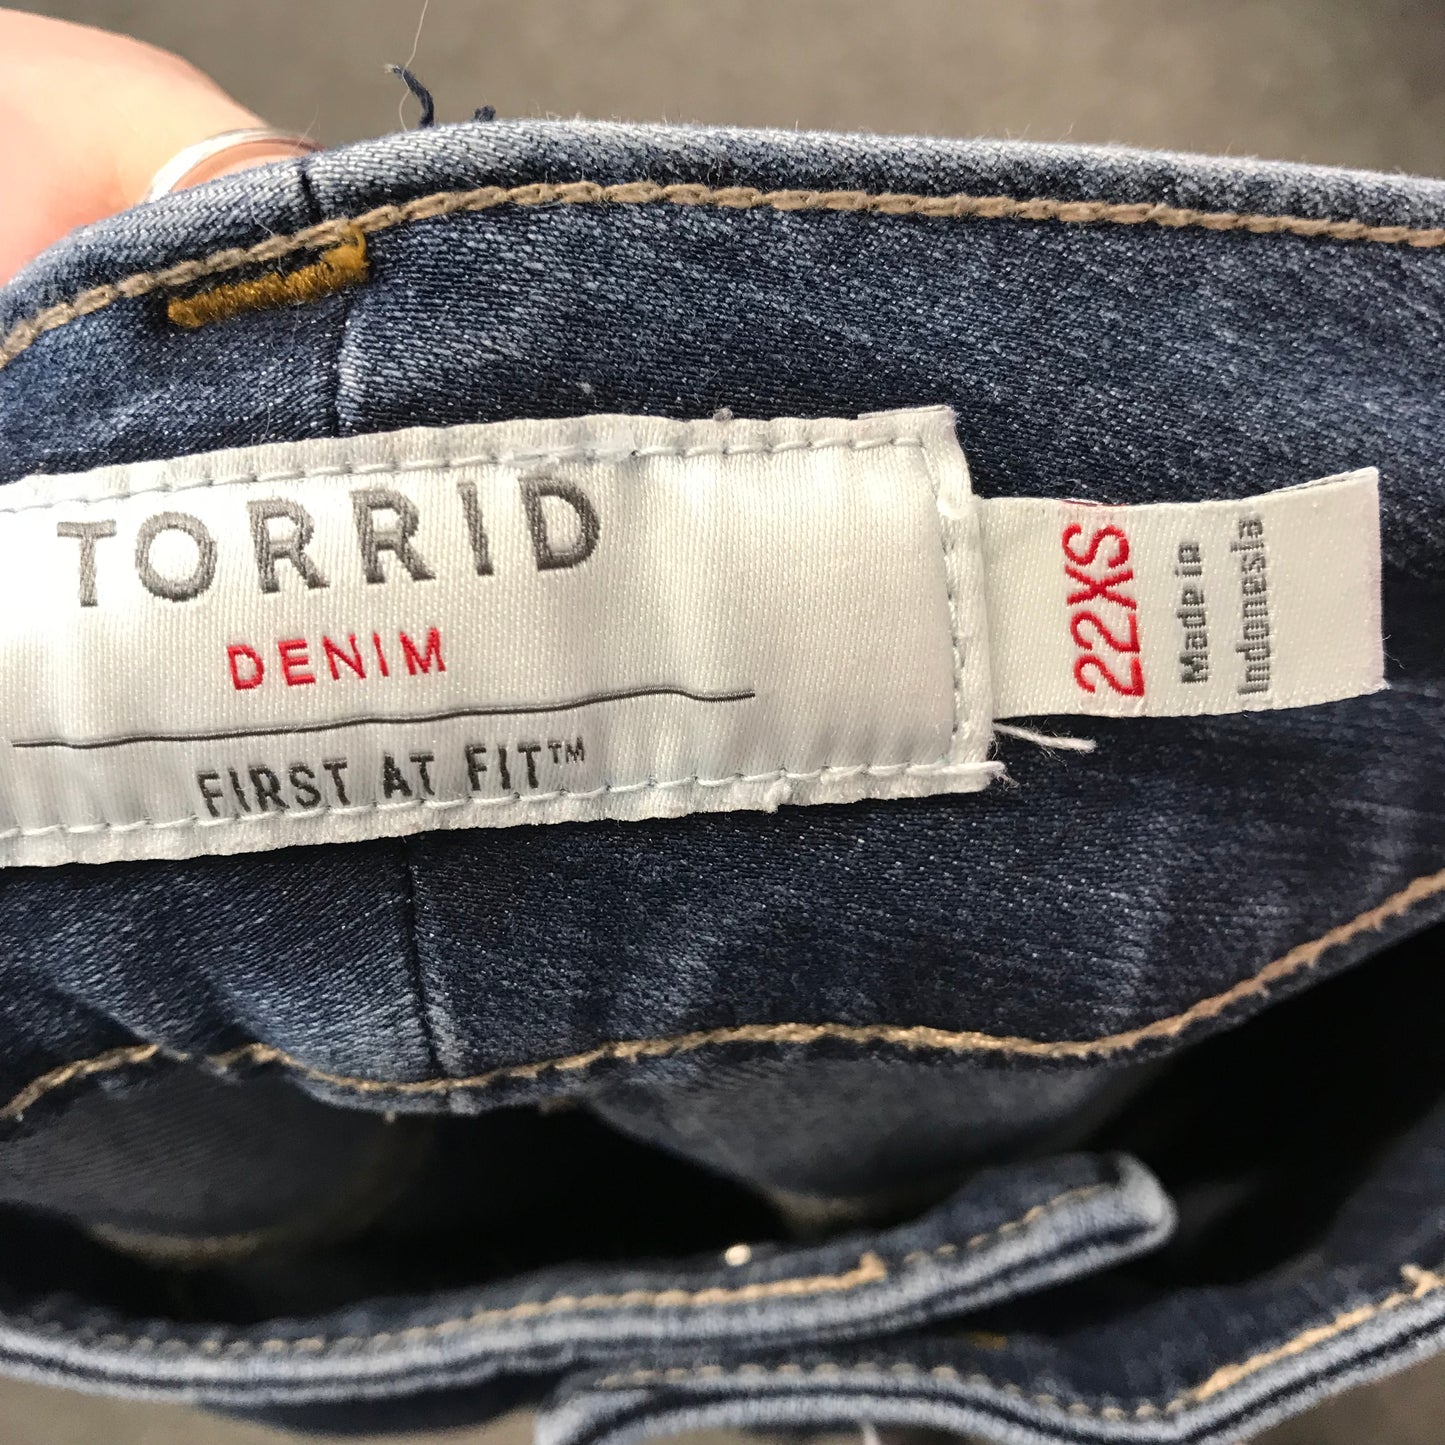 TORRID
DENIM
FIRST AT FIT™
22XS
Made in
Indonesia